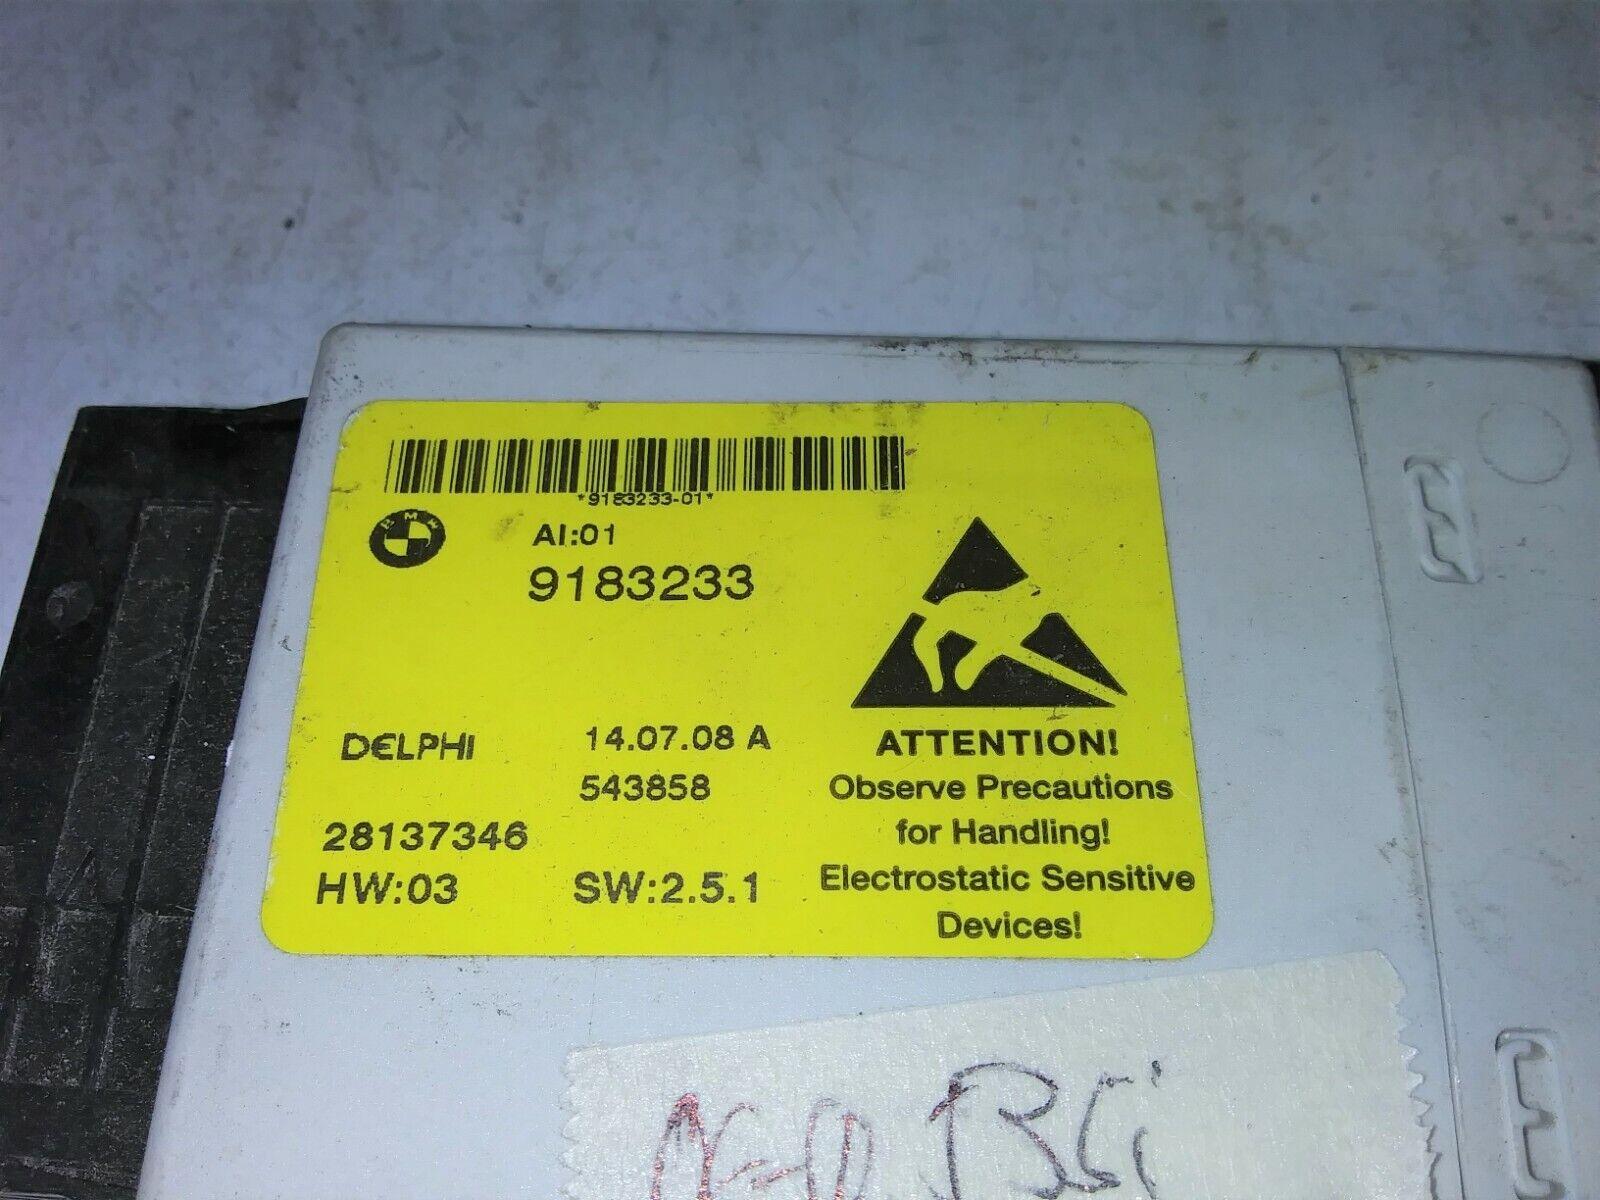 *9183233-01*
BMW
AI:01
9183233
DELPHI
14.07.08 A
543858
28137346
HW:03
SW:2.5.1
ATTENTION!
Observe Precautions
for Handling!
Electrostatic Sensitive
Devices!